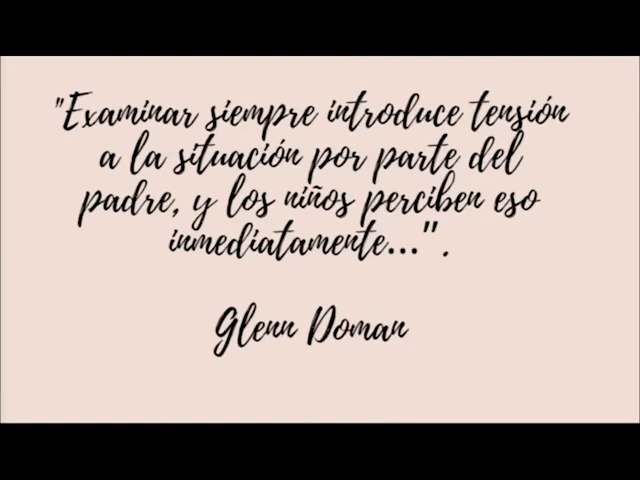 "Examinar siempre introduce tensión
a la situación por parte del
padre, y los niños perciben eso
inmediatamente...".
Glenn Doman